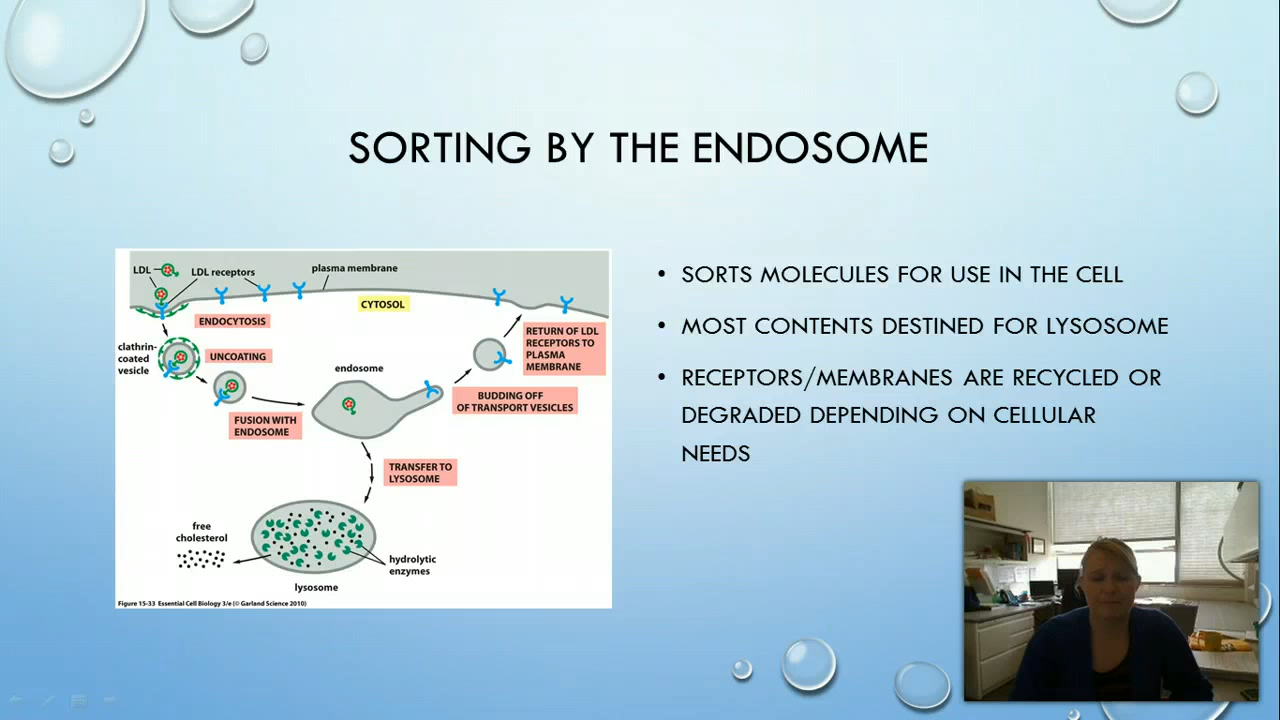 SORTING BY THE ENDOSOME
LDL
LDL receptors
plasma membrane
CYTOSOL
ENDOCYTOSIS
clathrin-
coated
vesicle
UNCOATING
RETURN OF LDL
RECEPTORS TO
PLASMA
MEMBRANE
endosome
BUDDING OFF
OF TRANSPORT VESICLES
FUSION WITH
ENDOSOME
TRANSFER TO
LYSOSOME
free
cholesterol
hydrolytic
enzymes
lysosome
Figure 15-33 Essential Cell Biology 3/e (© Garland Science 2010)
• SORTS MOLECULES FOR USE IN THE CELL
• MOST CONTENTS DESTINED FOR LYSOSOME
• RECEPTORS/MEMBRANES ARE RECYCLED OR
DEGRADED DEPENDING ON CELLULAR
NEEDS